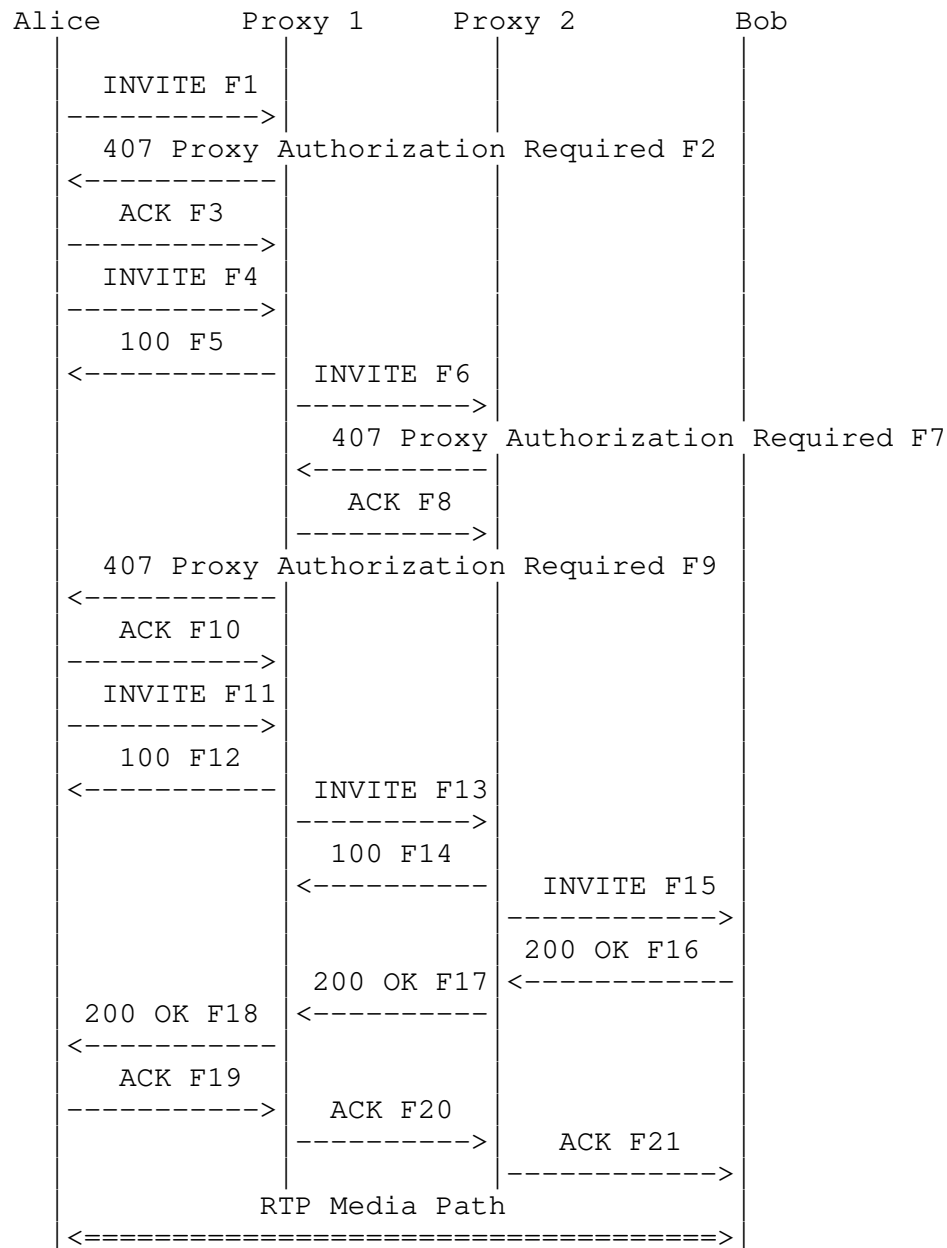 Alice Proxy 1 Proxy 2 Bob
INVITE F1
407 Proxy Authorization Required F2
ACK F3
INVITE F4
100 F5
INVITE F6
407 Proxy Authorization Required F7
ACK F8
407 Proxy Authorization Required F9
ACK F10
INVITE F11
100 F12
INVITE F13
100 F14
INVITE F15
200 OK F16
200 OK F17
200 OK F18
ACK F19
ACK F20
ACK F21
RTP Media Path